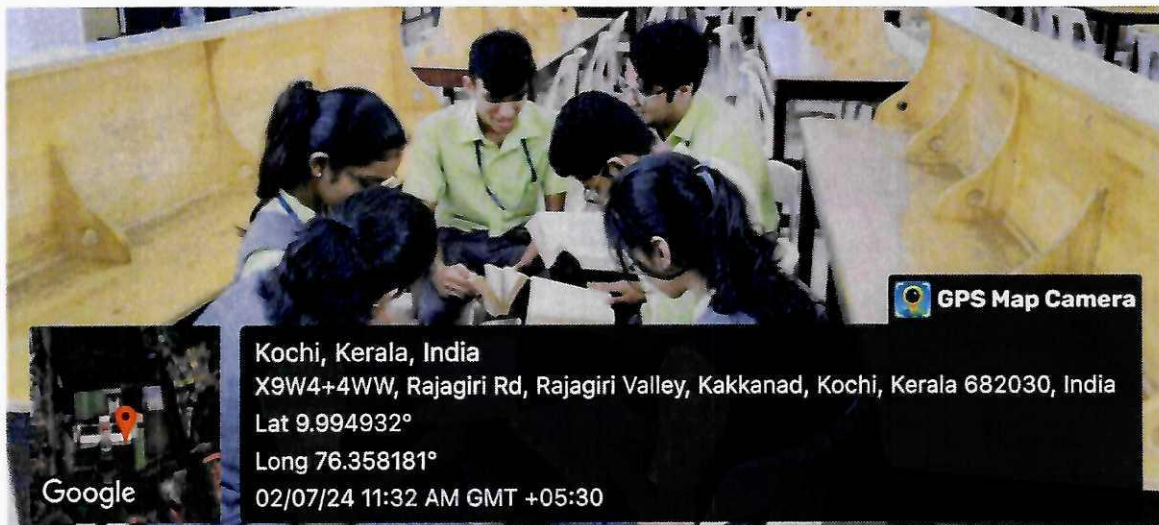 GPS Map Camera
Kochi, Kerala, India
X9W4+4WW, Rajagiri Rd, Rajagiri Valley, Kakkanad, Kochi, Kerala 682030, India
Lat 9.994932°
Long 76.358181°
02/07/24 11:32 AM GMT +05:30
Google